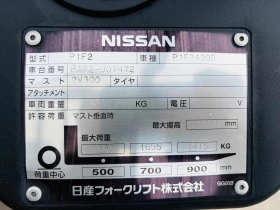 NISSAN
型式 P1F2 車種 P1F2A20D
車台番号 P1F2-001472
マスト 2W300 タイヤ
アタッチメント
車両重量 KG 電圧 V
許容荷重 マスト垂直時 最大揚高 mm
最大荷重
1655
荷重中心 500 700 900 mm
日産フォークリフト株式会社